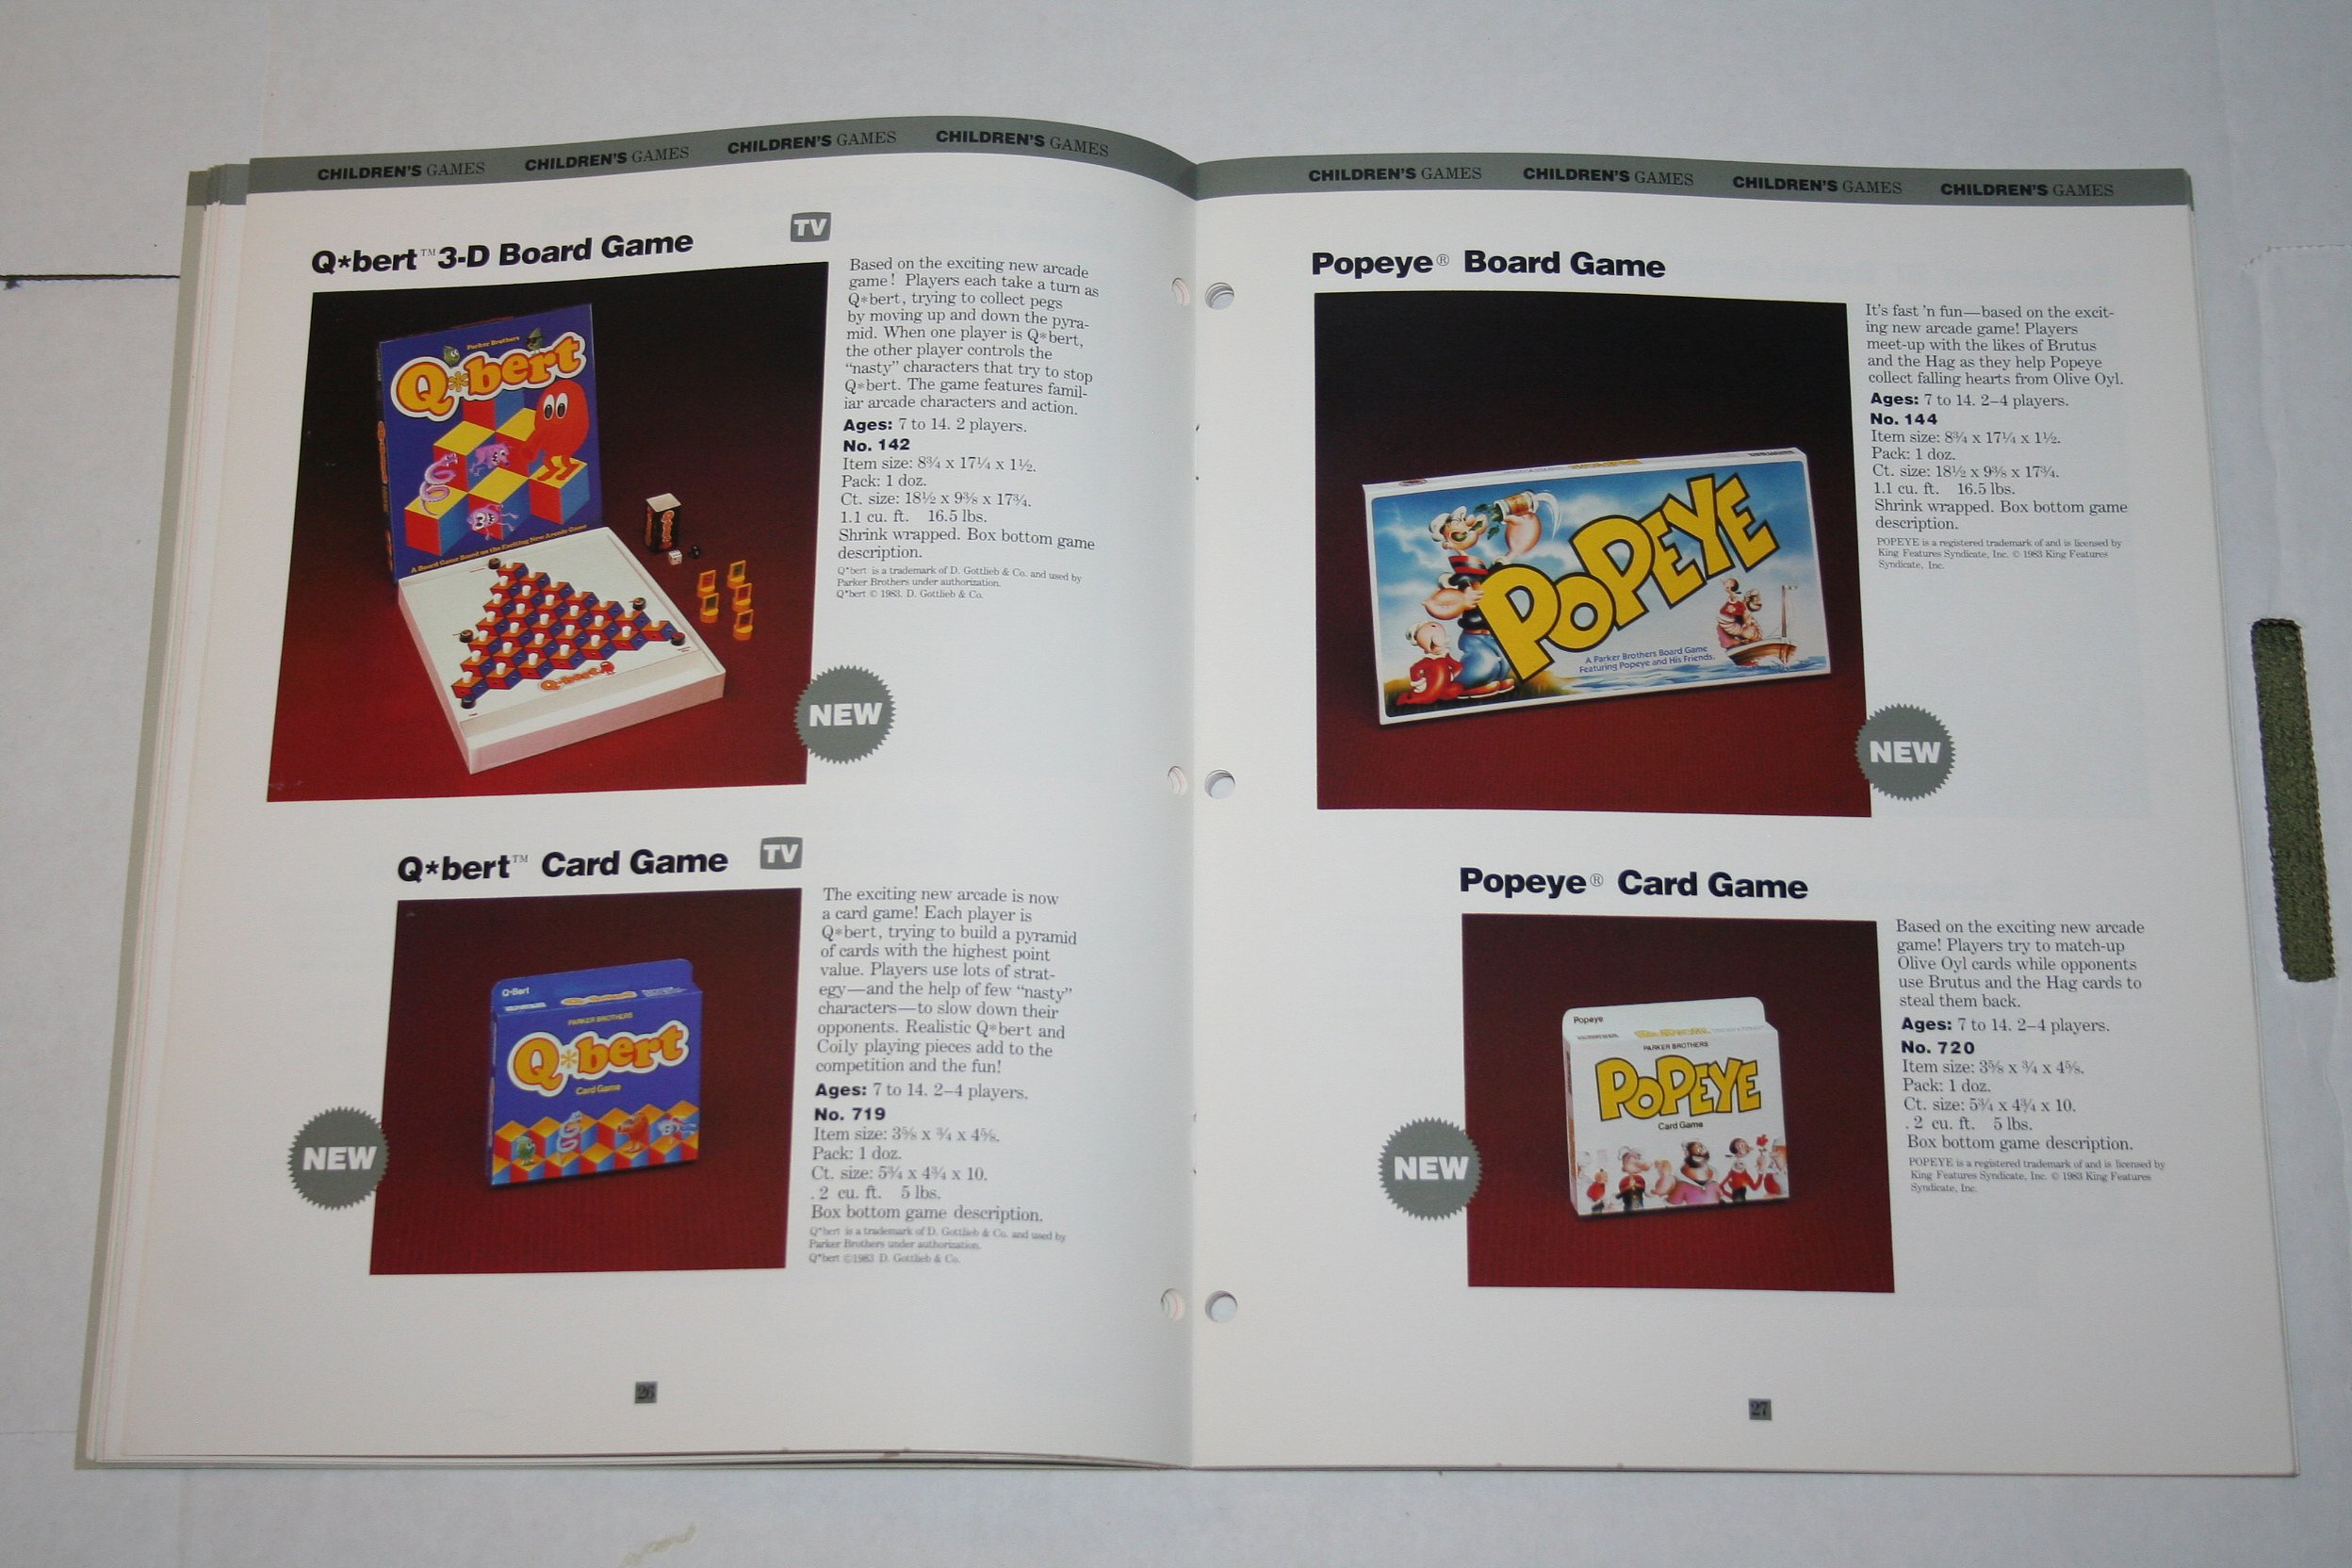 CHILDREN'S GAMES CHILDREN'S GAMES CHILDREN'S GAMES CHILDREN'S GAMES
Q*bert™ 3-D Board Game
TV
Parker Brothers
Q*bert
A Board Game Based on the Exciting New Arcade Game
Q*bert
Based on the exciting new arcade
game! Players each take a turn as
Q*bert, trying to collect pegs
by moving up and down the pyra-
mid. When one player is Q*bert,
the other player controls the
“nasty” characters that try to stop
Q*bert. The game features famil-
iar arcade characters and action.
Ages: 7 to 14. 2 players.
No. 142
Item size: 8¾ x 17¼ x 1½.
Pack: 1 doz.
Ct. size: 18½ x 9⅜ x 17¾.
1.1 cu. ft. 16.5 lbs.
Shrink wrapped. Box bottom game
description.
Q*bert is a trademark of D. Gottlieb & Co. and used by
Parker Brothers under authorization.
Q*bert © 1983. D. Gottlieb & Co.
NEW
Q*bert™ Card Game
TV
Q*Bert
PARKER BROTHERS
Q*bert
Card Game
NEW
The exciting new arcade is now
a card game! Each player is
Q*bert, trying to build a pyramid
of cards with the highest point
value. Players use lots of strat-
egy—and the help of few “nasty”
characters—to slow down their
opponents. Realistic Q*bert and
Coily playing pieces add to the
competition and the fun!
Ages: 7 to 14. 2–4 players.
No. 719
Item size: 3⅝ x ¾ x 4⅝.
Pack: 1 doz.
Ct. size: 5¾ x 4¾ x 10.
.2 cu. ft. 5 lbs.
Box bottom game description.
Q*bert is a trademark of D. Gottlieb & Co. and used by
Parker Brothers under authorization.
Q*bert ©1983 D. Gottlieb & Co.
26
CHILDREN'S GAMES CHILDREN'S GAMES CHILDREN'S GAMES CHILDREN'S GAMES
Popeye® Board Game
POPEYE
A Parker Brothers Board Game
Featuring Popeye and His Friends.
It's fast 'n fun—based on the excit-
ing new arcade game! Players
meet-up with the likes of Brutus
and the Hag as they help Popeye
collect falling hearts from Olive Oyl.
Ages: 7 to 14. 2–4 players.
No. 144
Item size: 8¾ x 17¼ x 1½.
Pack: 1 doz.
Ct. size: 18½ x 9⅜ x 17¾.
1.1 cu. ft. 16.5 lbs.
Shrink wrapped. Box bottom game
description.
POPEYE is a registered trademark of and is licensed by
King Features Syndicate, Inc. © 1983 King Features
Syndicate, Inc.
NEW
Popeye® Card Game
Popeye
PARKER BROTHERS
POPEYE
Card Game
NEW
Based on the exciting new arcade
game! Players try to match-up
Olive Oyl cards while opponents
use Brutus and the Hag cards to
steal them back.
Ages: 7 to 14. 2–4 players.
No. 720
Item size: 3⅝ x ¾ x 4⅝.
Pack: 1 doz.
Ct. size: 5¾ x 4¾ x 10.
.2 cu. ft. 5 lbs.
Box bottom game description.
POPEYE is a registered trademark of and is licensed by
King Features Syndicate, Inc. © 1983 King Features
Syndicate, Inc.
27